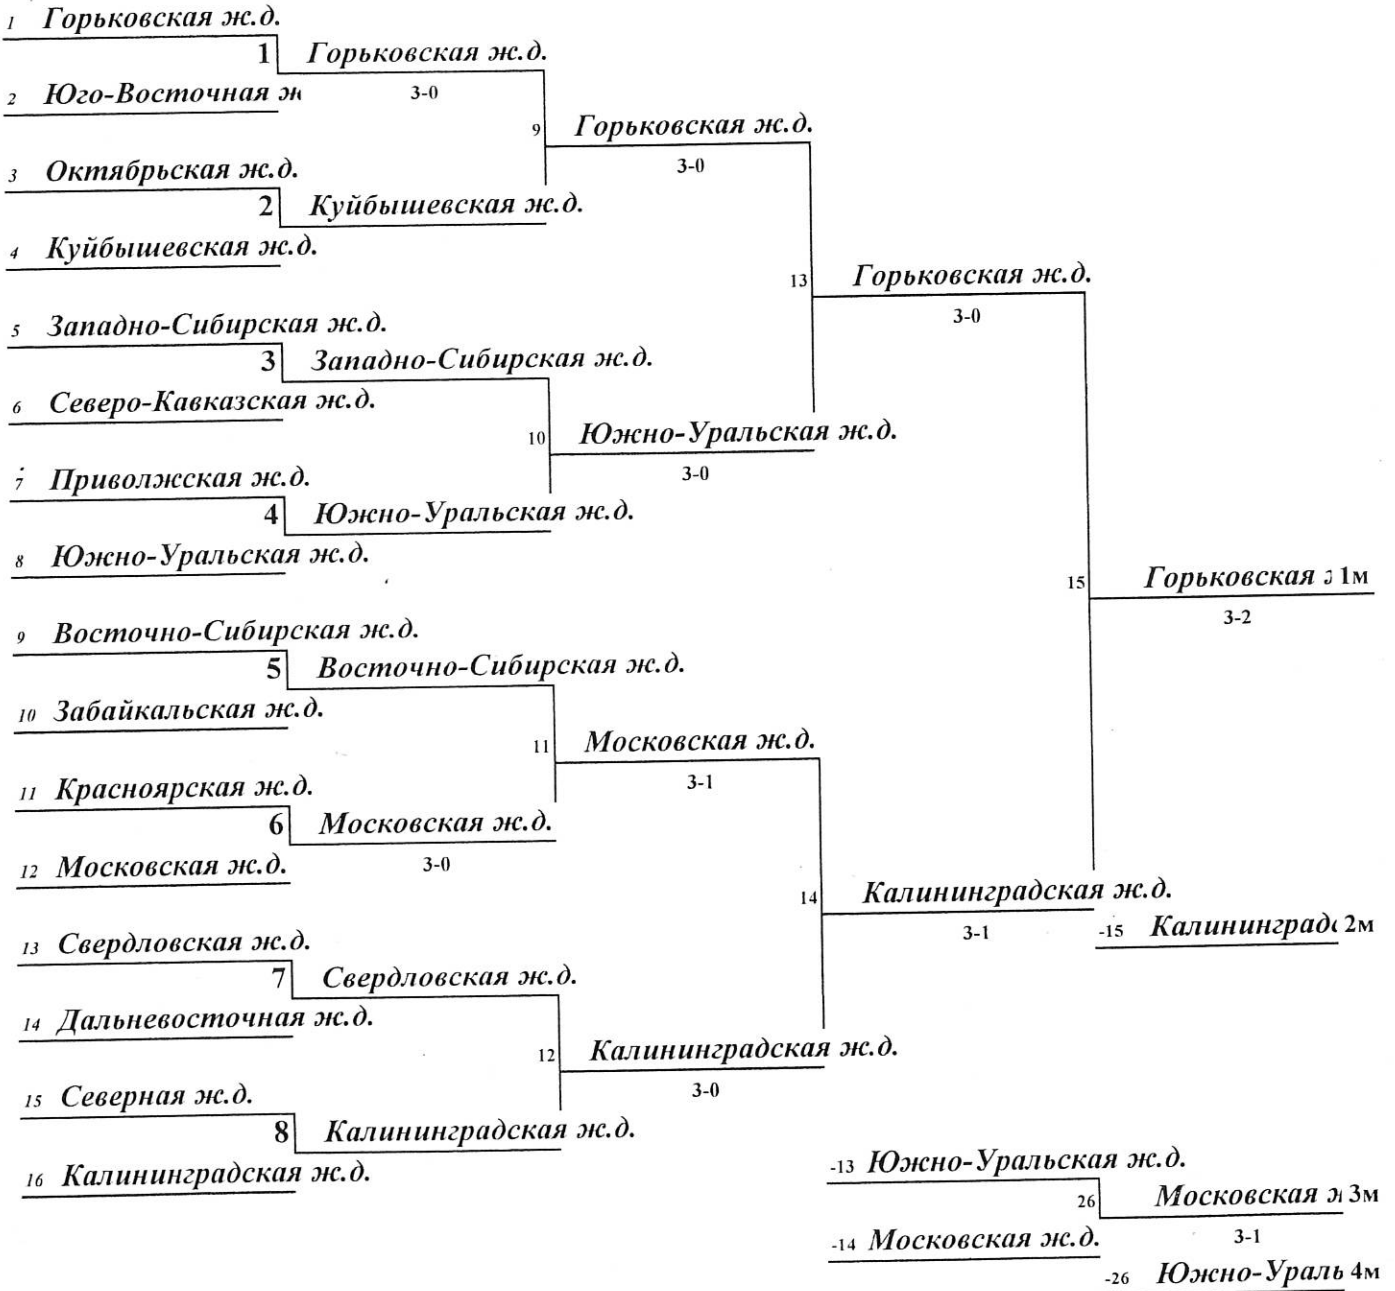 1 Горьковская ж.д.
1 Горьковская ж.д.
2 Юго-Восточная ж
3-0
9 Горьковская ж.д.
3-0
3 Октябрьская ж.д.
2 Куйбышевская ж.д.
4 Куйбышевская ж.д.
13 Горьковская ж.д.
3-0
5 Западно-Сибирская ж.д.
3 Западно-Сибирская ж.д.
6 Северо-Кавказская ж.д.
10 Южно-Уральская ж.д.
3-0
7 Приволжская ж.д.
4 Южно-Уральская ж.д.
8 Южно-Уральская ж.д.
15 Горьковская 1м
3-2
9 Восточно-Сибирская ж.д.
5 Восточно-Сибирская ж.д.
10 Забайкальская ж.д.
11 Московская ж.д.
3-1
11 Красноярская ж.д.
6 Московская ж.д.
12 Московская ж.д.
3-0
14 Калининградская ж.д.
3-1
-15 Калининград 2м
13 Свердловская ж.д.
7 Свердловская ж.д.
14 Дальневосточная ж.д.
12 Калининградская ж.д.
3-0
15 Северная ж.д.
8 Калининградская ж.д.
16 Калининградская ж.д.
-13 Южно-Уральская ж.д.
26 Московская ж 3м
3-1
-14 Московская ж.д.
-26 Южно-Ураль 4м